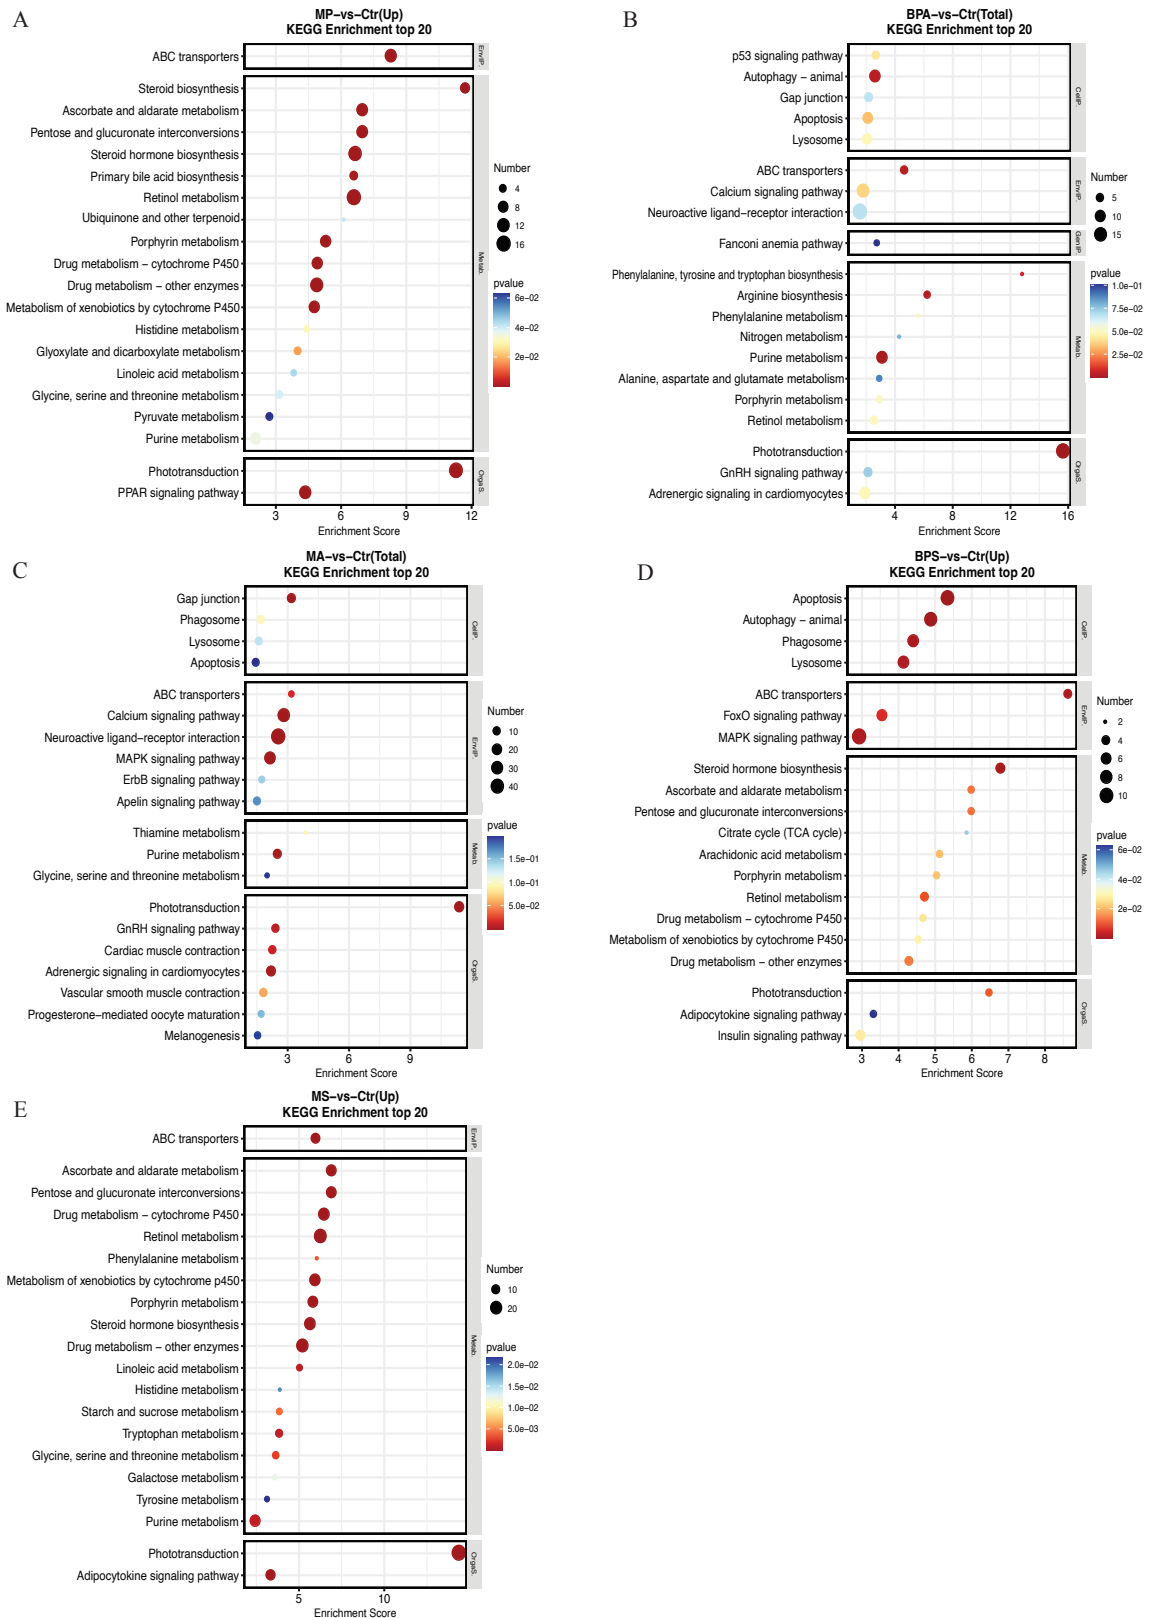 A
MP-vs-Ctr(Up)
KEGG Enrichment top 20
ABC transporters
EnvIP.
Steroid biosynthesis
Ascorbate and aldarate metabolism
Pentose and glucuronate interconversions
Steroid hormone biosynthesis
Primary bile acid biosynthesis
Retinol metabolism
Ubiquinone and other terpenoid
Porphyrin metabolism
Drug metabolism - cytochrome P450
Drug metabolism - other enzymes
Metabolism of xenobiotics by cytochrome P450
Histidine metabolism
Glyoxylate and dicarboxylate metabolism
Linoleic acid metabolism
Glycine, serine and threonine metabolism
Pyruvate metabolism
Purine metabolism
Metab.
Phototransduction
PPAR signaling pathway
OrgaS.
3 6 9 12
Enrichment Score
Number
4
8
12
16
pvalue
6e-02
4e-02
2e-02
B
BPA-vs-Ctr(Total)
KEGG Enrichment top 20
p53 signaling pathway
Autophagy - animal
Gap junction
Apoptosis
Lysosome
CellP.
ABC transporters
Calcium signaling pathway
Neuroactive ligand-receptor interaction
EnvIP.
Fanconi anemia pathway
GenIP.
Phenylalanine, tyrosine and tryptophan biosynthesis
Arginine biosynthesis
Phenylalanine metabolism
Nitrogen metabolism
Purine metabolism
Alanine, aspartate and glutamate metabolism
Porphyrin metabolism
Retinol metabolism
Metab.
Phototransduction
GnRH signaling pathway
Adrenergic signaling in cardiomyocytes
OrgaS.
4 8 12 16
Enrichment Score
Number
5
10
15
pvalue
1.0e-01
7.5e-02
5.0e-02
2.5e-02
C
MA-vs-Ctr(Total)
KEGG Enrichment top 20
Gap junction
Phagosome
Lysosome
Apoptosis
CellP.
ABC transporters
Calcium signaling pathway
Neuroactive ligand-receptor interaction
MAPK signaling pathway
ErbB signaling pathway
Apelin signaling pathway
EnvIP.
Thiamine metabolism
Purine metabolism
Glycine, serine and threonine metabolism
Metab.
Phototransduction
GnRH signaling pathway
Cardiac muscle contraction
Adrenergic signaling in cardiomyocytes
Vascular smooth muscle contraction
Progesterone-mediated oocyte maturation
Melanogenesis
OrgaS.
3 6 9
Enrichment Score
Number
10
20
30
40
pvalue
1.5e-01
1.0e-01
5.0e-02
D
BPS-vs-Ctr(Up)
KEGG Enrichment top 20
Apoptosis
Autophagy - animal
Phagosome
Lysosome
CellP.
ABC transporters
FoxO signaling pathway
MAPK signaling pathway
EnvIP.
Steroid hormone biosynthesis
Ascorbate and aldarate metabolism
Pentose and glucuronate interconversions
Citrate cycle (TCA cycle)
Arachidonic acid metabolism
Porphyrin metabolism
Retinol metabolism
Drug metabolism - cytochrome P450
Metabolism of xenobiotics by cytochrome P450
Drug metabolism - other enzymes
Metab.
Phototransduction
Adipocytokine signaling pathway
Insulin signaling pathway
OrgaS.
3 4 5 6 7 8
Enrichment Score
Number
2
4
6
8
10
pvalue
6e-02
4e-02
2e-02
E
MS-vs-Ctr(Up)
KEGG Enrichment top 20
ABC transporters
EnvIP.
Ascorbate and aldarate metabolism
Pentose and glucuronate interconversions
Drug metabolism - cytochrome P450
Retinol metabolism
Phenylalanine metabolism
Metabolism of xenobiotics by cytochrome p450
Porphyrin metabolism
Steroid hormone biosynthesis
Drug metabolism - other enzymes
Linoleic acid metabolism
Histidine metabolism
Starch and sucrose metabolism
Tryptophan metabolism
Glycine, serine and threonine metabolism
Galactose metabolism
Tyrosine metabolism
Purine metabolism
Metab.
Phototransduction
Adipocytokine signaling pathway
OrgaS.
5 10
Enrichment Score
Number
10
20
pvalue
2.0e-02
1.5e-02
1.0e-02
5.0e-03